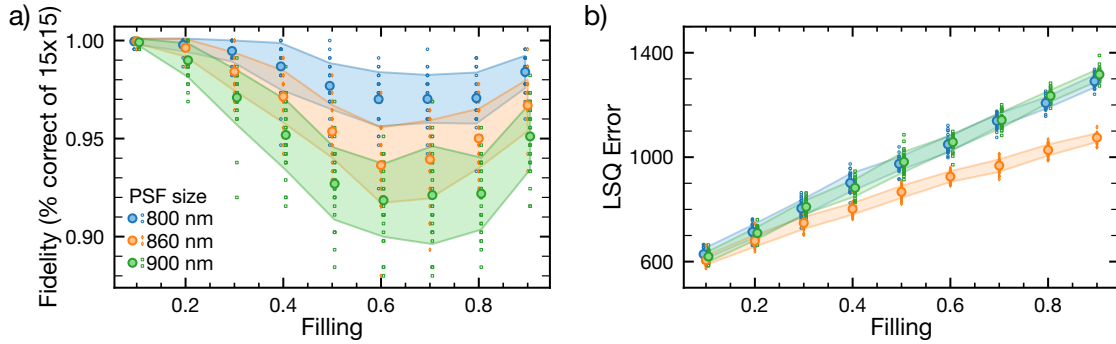 a)
Fidelity (% correct of 15x15)
1.00
0.95
0.90
PSF size
800 nm
860 nm
900 nm
0.2 0.4 0.6 0.8
Filling
b)
LSQ Error
1400
1000
600
0.2 0.4 0.6 0.8
Filling